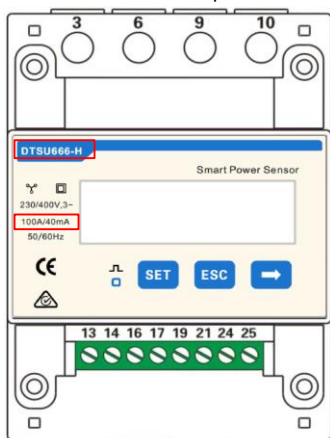 3 6 9 10
DTSU666-H
Smart Power Sensor
230/400V,3~
100A/40mA
50/60Hz
CE
SET ESC
13 14 16 17 19 21 24 25